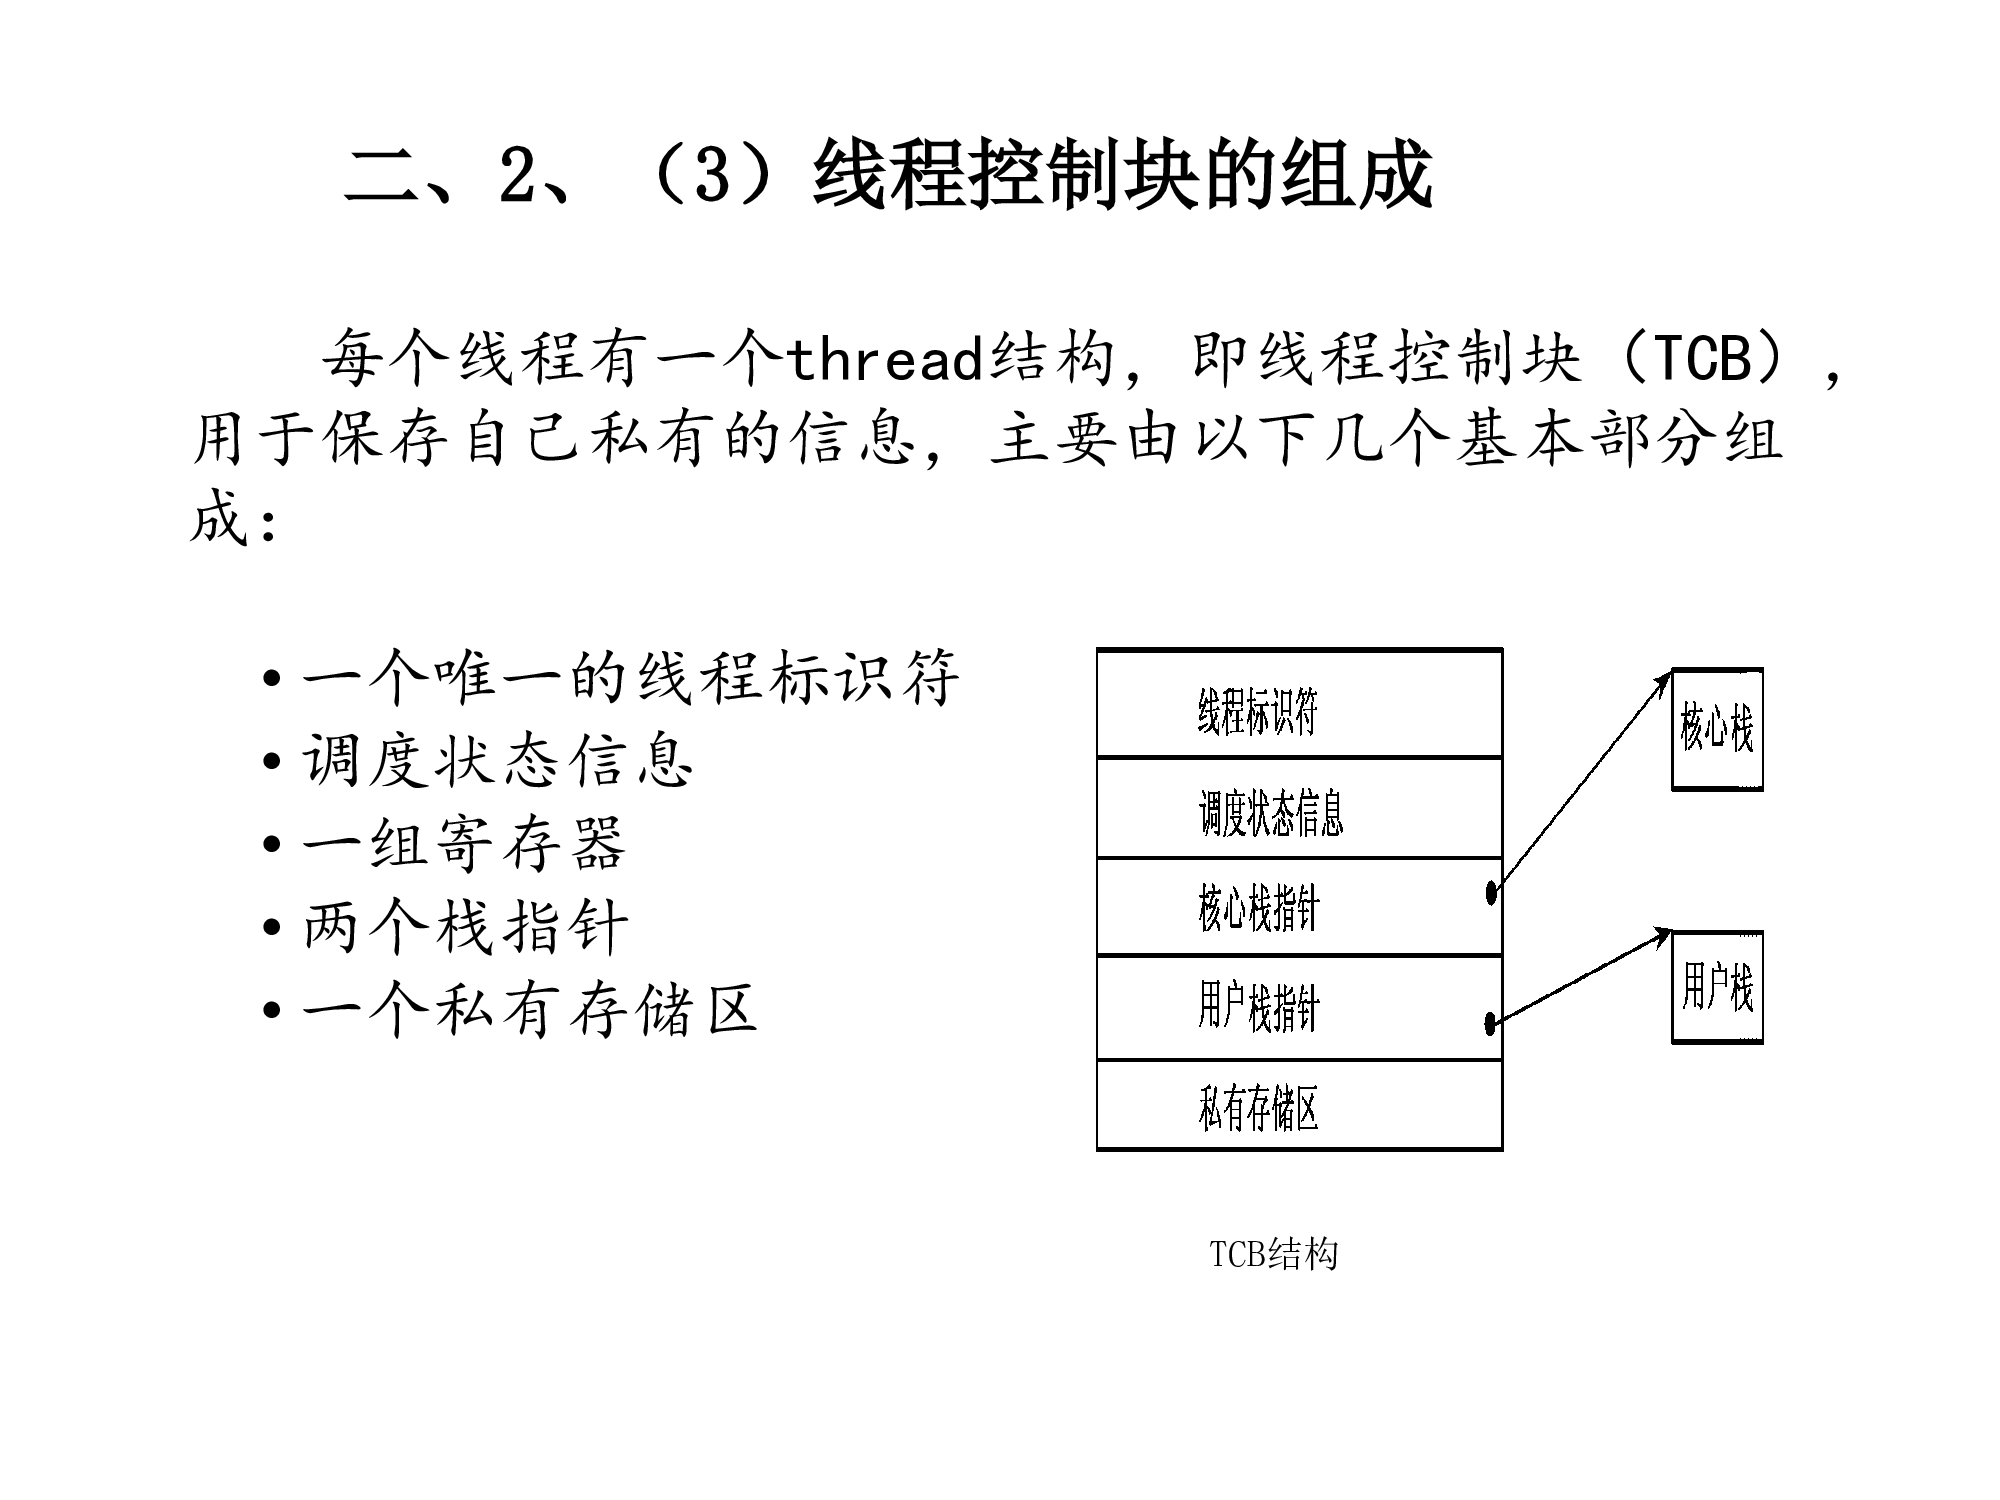 二、2、（3）线程控制块的组成
每个线程有一个thread结构，即线程控制块（TCB），
用于保存自己私有的信息，主要由以下几个基本部分组
成：
•一个唯一的线程标识符
•调度状态信息
•一组寄存器
•两个栈指针
•一个私有存储区
线程标识符
调度状态信息
核心栈指针
用户栈指针
私有存储区
核心栈
用户栈
TCB结构